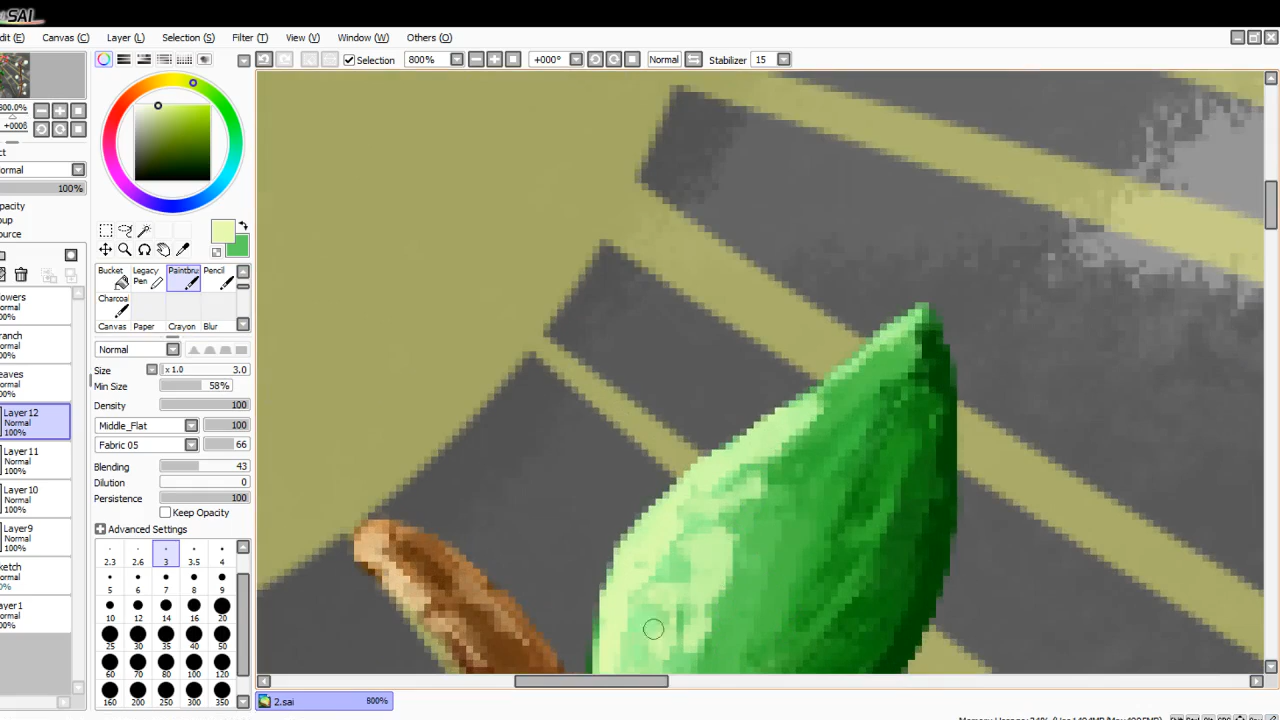 SAI
dit (E) Canvas (C) Layer (L) Selection (S) Filter (T) View (V) Window (W) Others (O)
Selection 800% +000° Normal Stabilizer 15
800.0%
+000°
ect
ormal
100%
pacity
oup
ource
Bucket Legacy Pen Paintbru Pencil
Charcoa
Canvas Paper Crayon Blur
Normal
Size x 1.0 3.0
Min Size 58%
Density 100
Middle_Flat 100
Fabric 05 66
Blending 43
Dilution 0
Persistence 100
Keep Opacity
Advanced Settings
2.3 2.6 3 3.5 4
5 6 7 8 9
10 12 14 16 20
25 30 35 40 50
60 70 80 100 120
160 200 250 300 350
owers
ormal
00%
ranch
ormal
00%
eaves
ormal
00%
Layer12
Normal
100%
Layer11
Normal
100%
Layer10
Normal
100%
Layer9
Normal
100%
ketch
ormal
0%
ayer1
ormal
00%
2.sai 800%